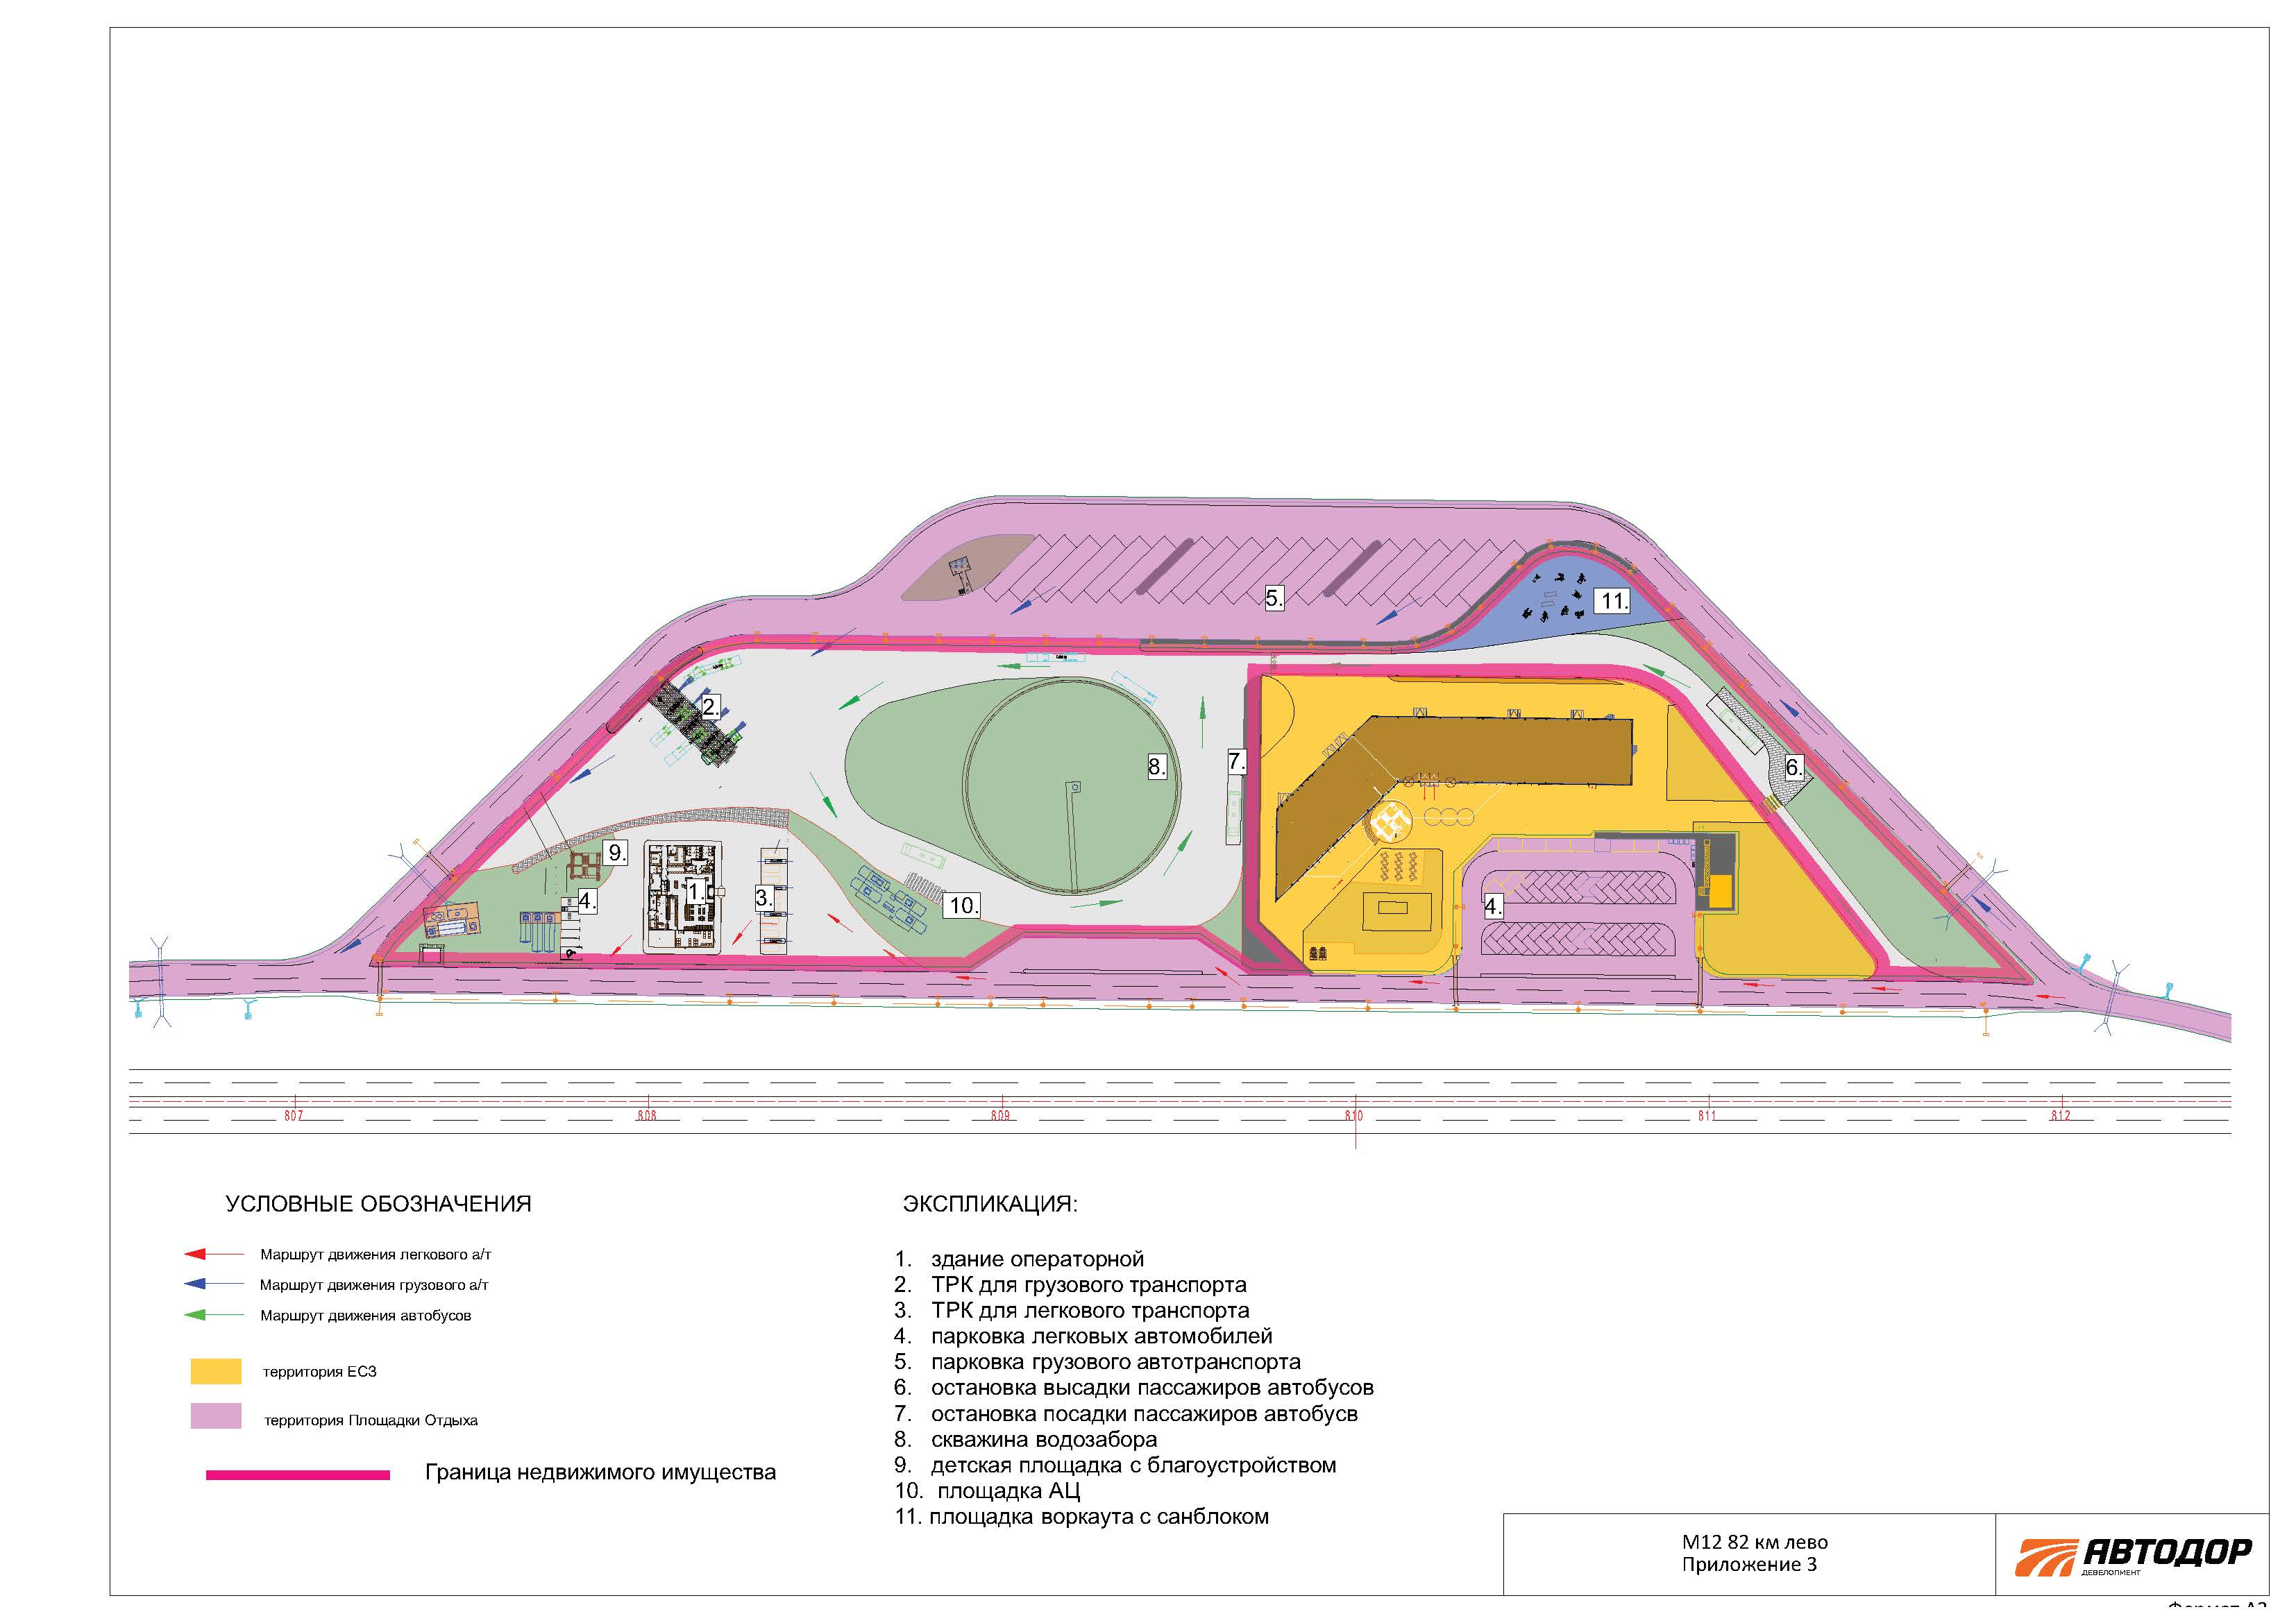 5.
11.
2.
8.
7.
6.
9.
1.
3.
4.
10.
4.
807
808
809
810
811
812
УСЛОВНЫЕ ОБОЗНАЧЕНИЯ
Маршрут движения легкового а/т
Маршрут движения грузового а/т
Маршрут движения автобусов
территория ЕСЗ
территория Площадки Отдыха
Граница недвижимого имущества
ЭКСПЛИКАЦИЯ:
1. здание операторной
2. ТРК для грузового транспорта
3. ТРК для легкового транспорта
4. парковка легковых автомобилей
5. парковка грузового автотранспорта
6. остановка высадки пассажиров автобусов
7. остановка посадки пассажиров автобусв
8. скважина водозабора
9. детская площадка с благоустройством
10. площадка АЦ
11. площадка воркаута с санблоком
М12 82 км лево
Приложение 3
АВТОДОР
ДЕВЕЛОПМЕНТ